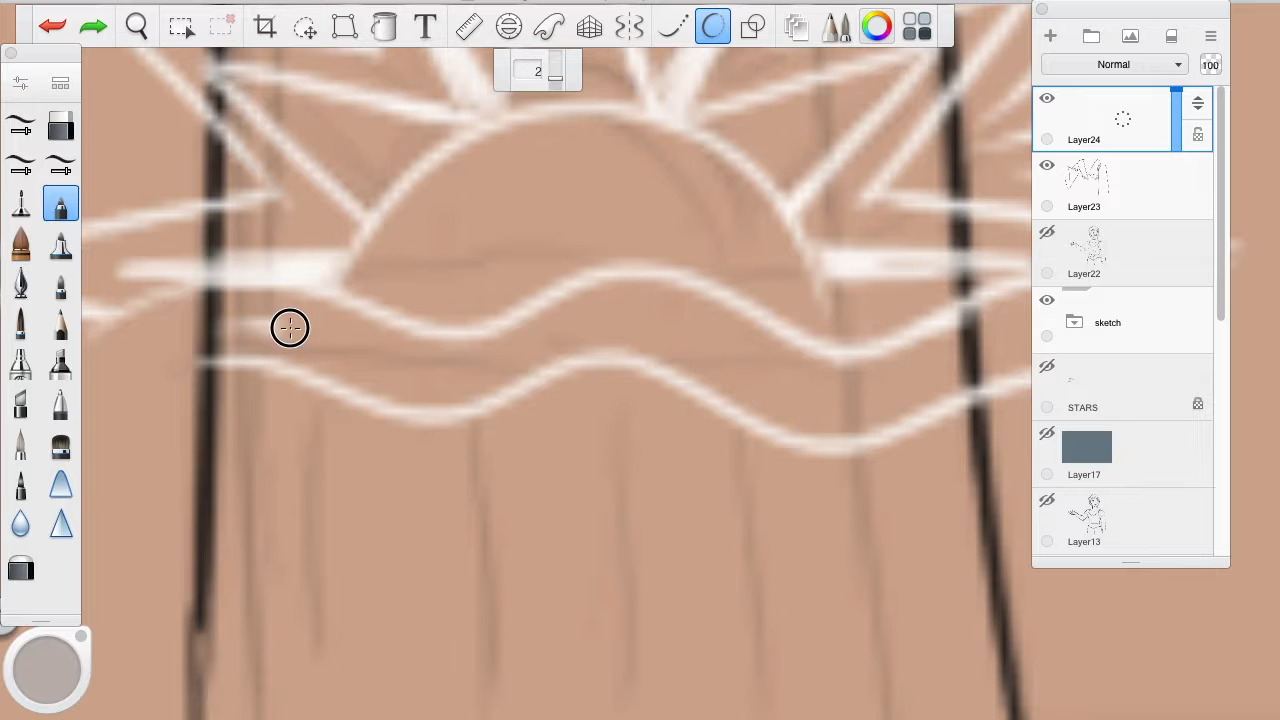 T
2
Normal
100
Layer24
Layer23
Layer22
sketch
STARS
Layer17
Layer13